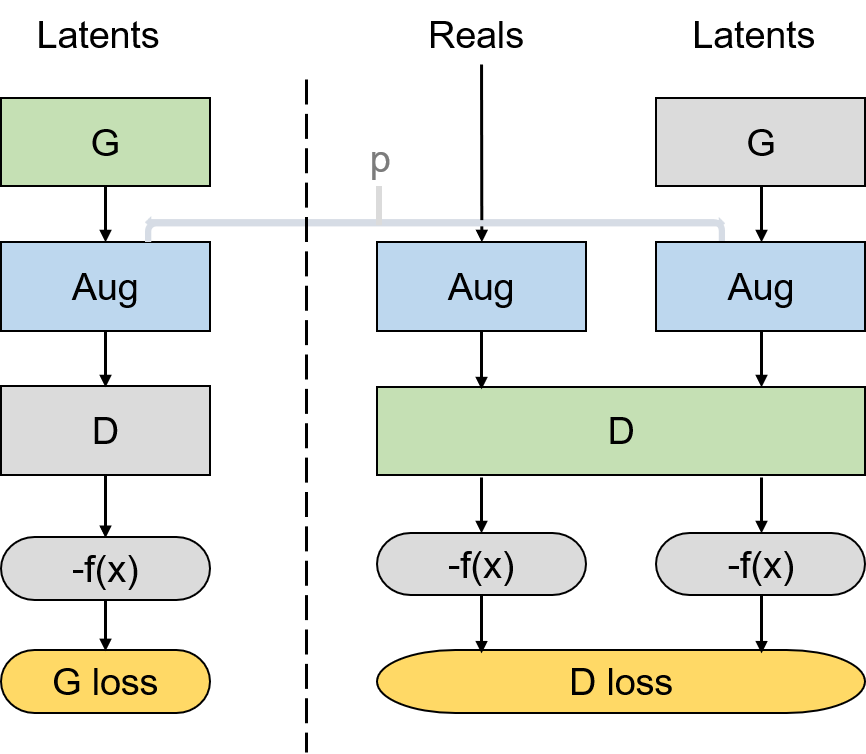 Latents
Reals
Latents
G
p
G
Aug
Aug
Aug
D
D
-f(x)
-f(x)
-f(x)
G loss
D loss